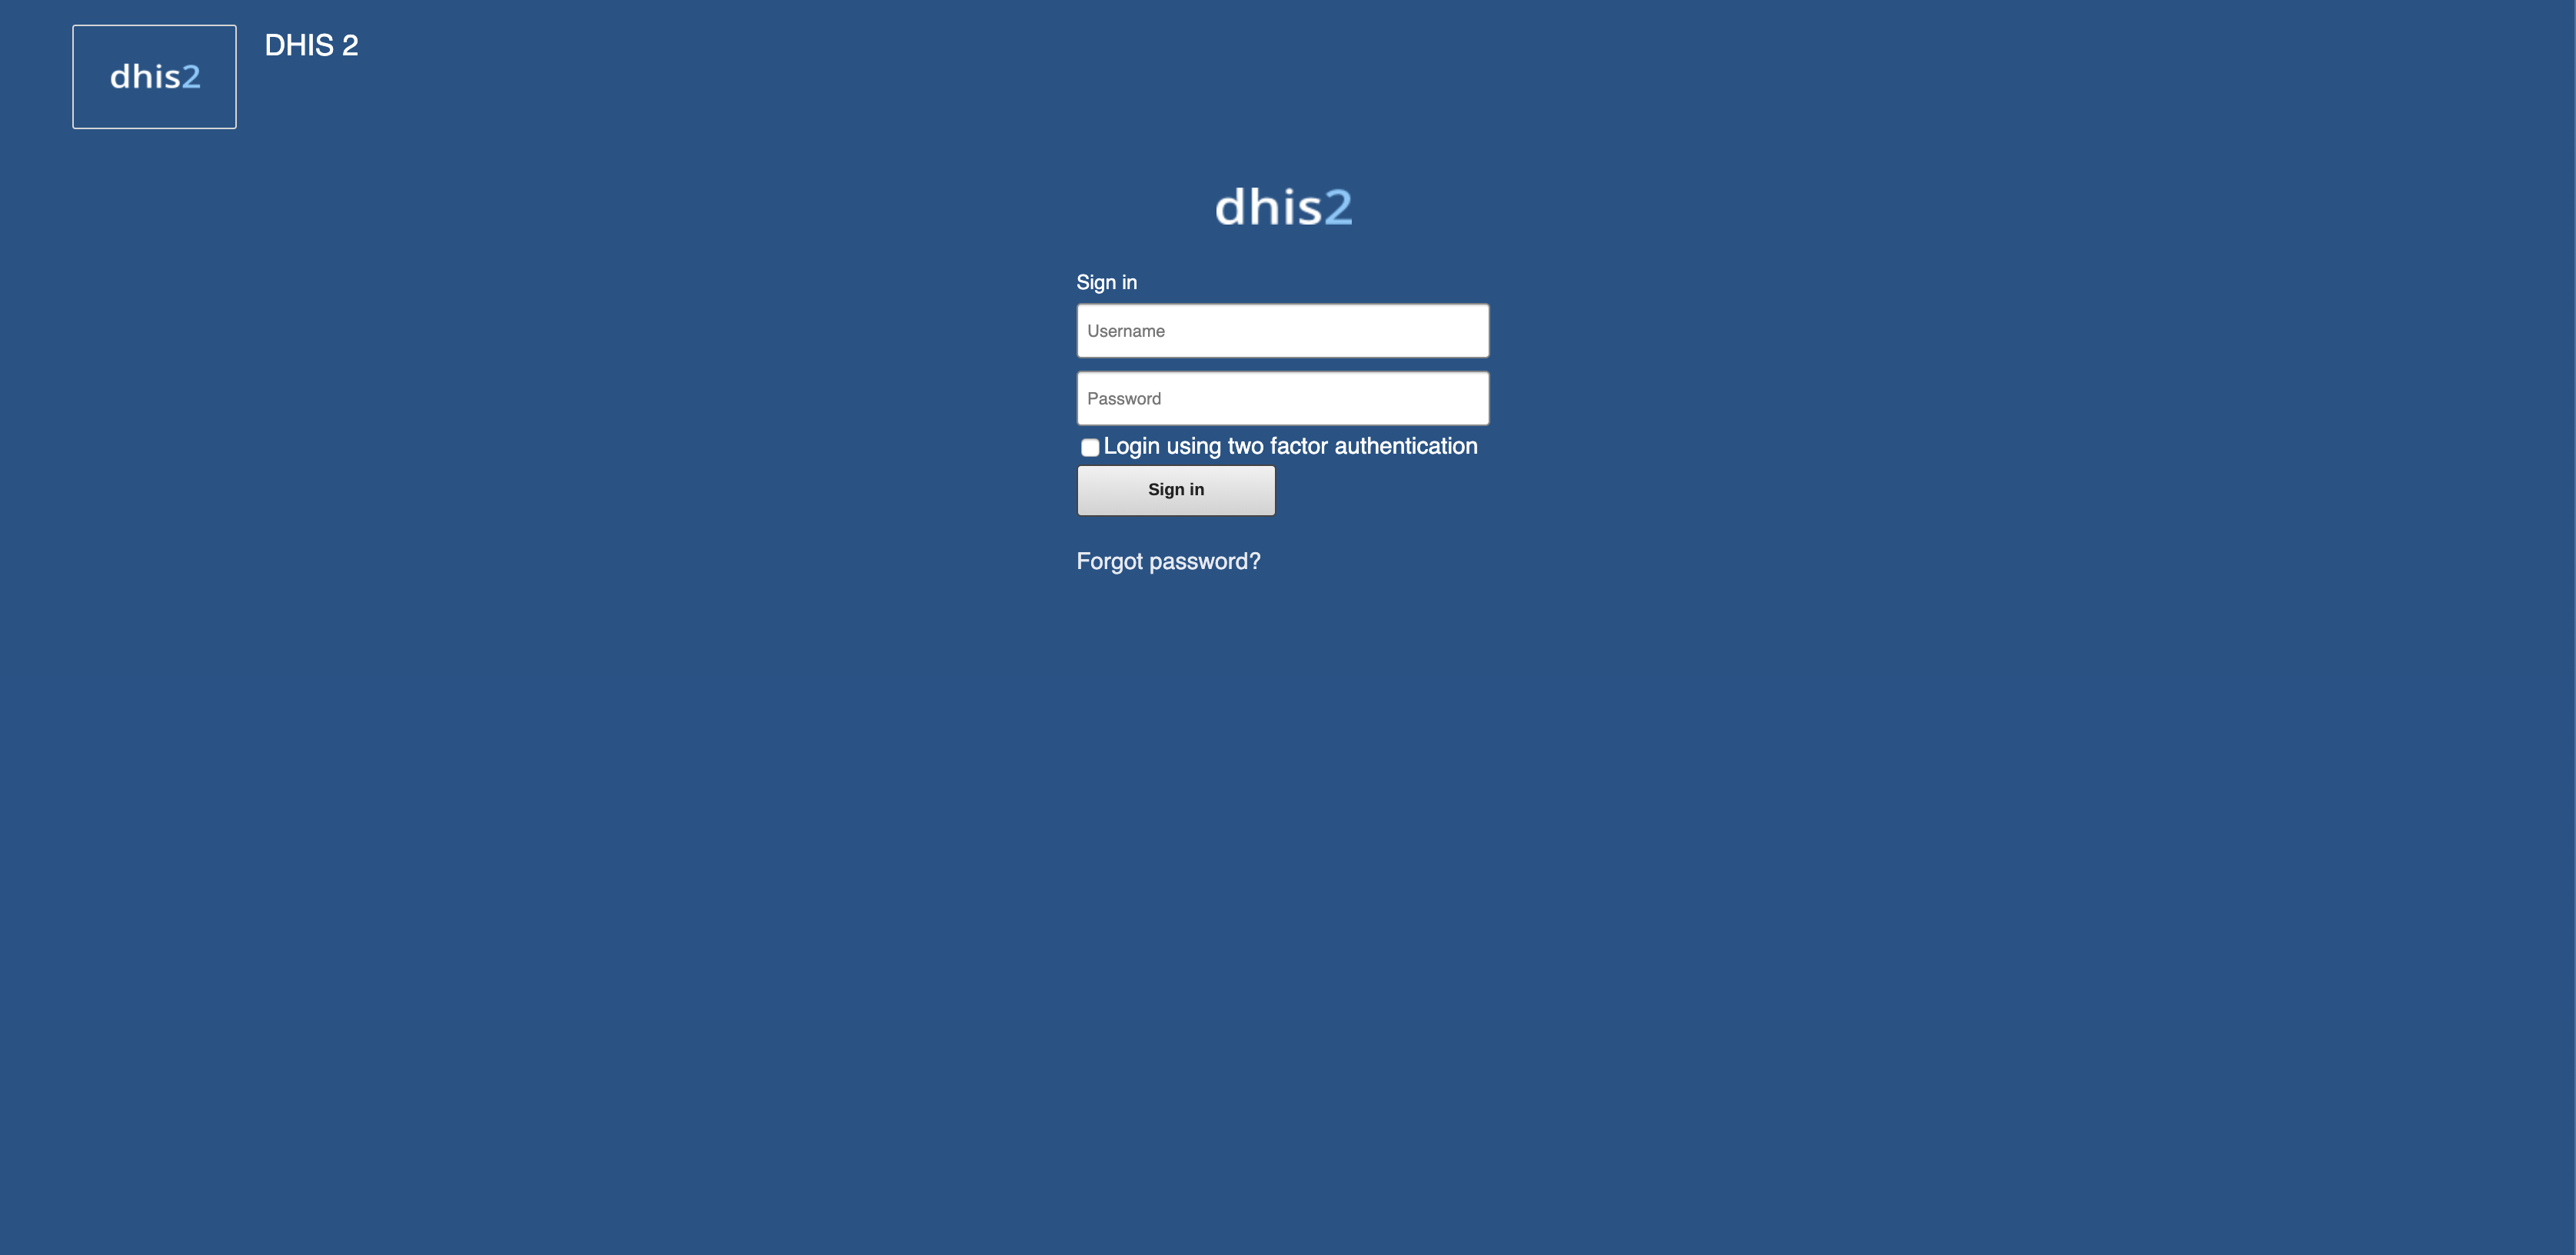 dhis2
DHIS 2
dhis2
Sign in
Username
Password
Login using two factor authentication
Sign in
Forgot password?